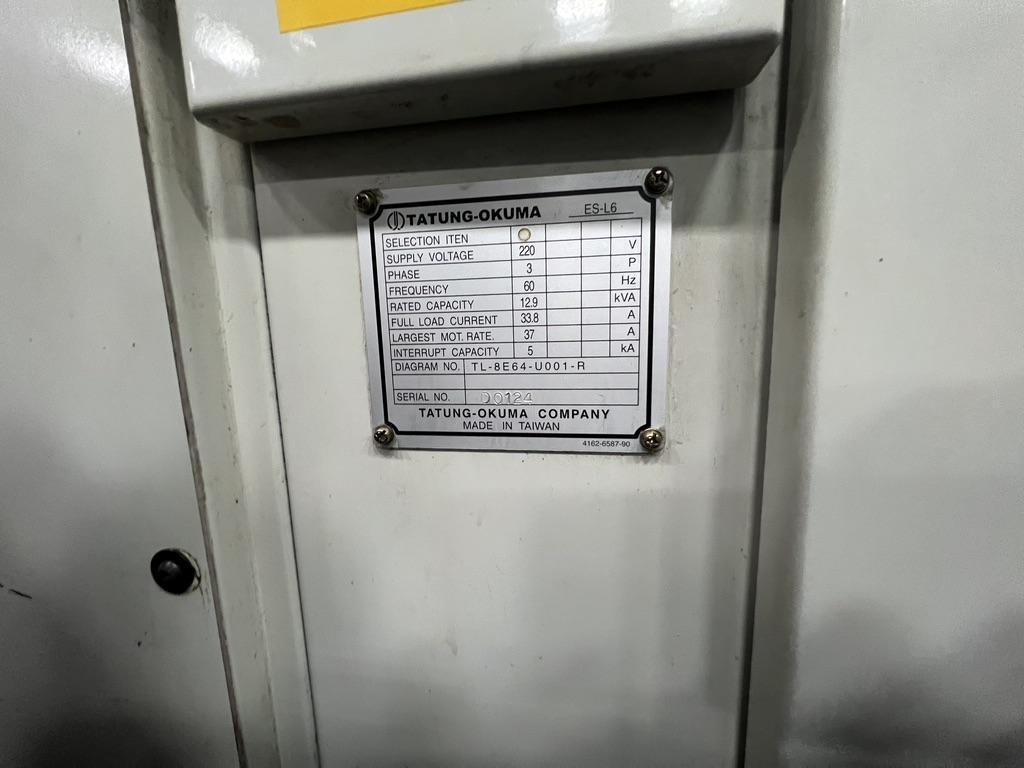 TATUNG-OKUMA ES-L6
SELECTION ITEN
SUPPLY VOLTAGE 220 V
PHASE 3 P
FREQUENCY 60 Hz
RATED CAPACITY 12.9 kVA
FULL LOAD CURRENT 33.8 A
LARGEST MOT. RATE. 37 A
INTERRUPT CAPACITY 5 kA
DIAGRAM NO. TL-8E64-U001-R
SERIAL NO. D0124
TATUNG-OKUMA COMPANY
MADE IN TAIWAN
4162-6587-90